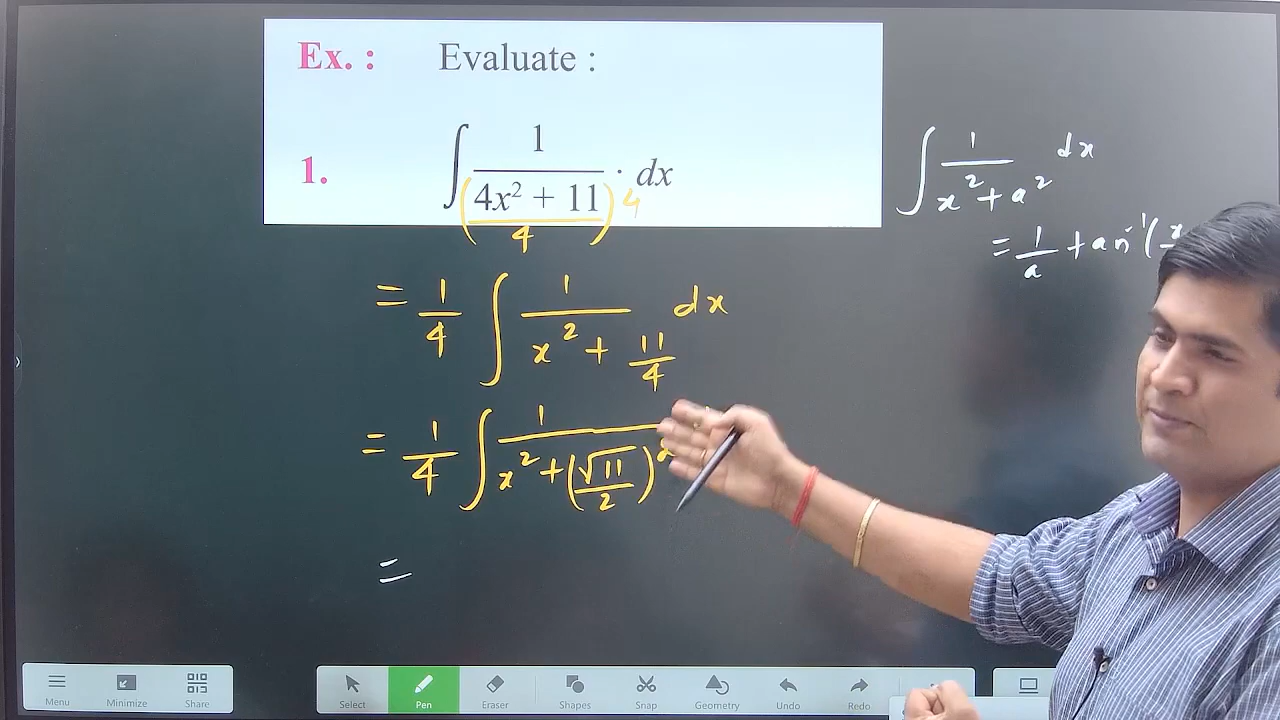 Ex. : Evaluate :
1. ∫ 1/(4x² + 11) · dx
( )/4 4
= 1/4 ∫ 1/(x² + 11/4) dx
= 1/4 ∫ 1/(x² + (√11/2)²)
=
∫ 1/(x² + a²) dx
= 1/a tan⁻¹(x
Menu Minimize Share Select Pen Eraser Shapes Snap Geometry Undo Redo